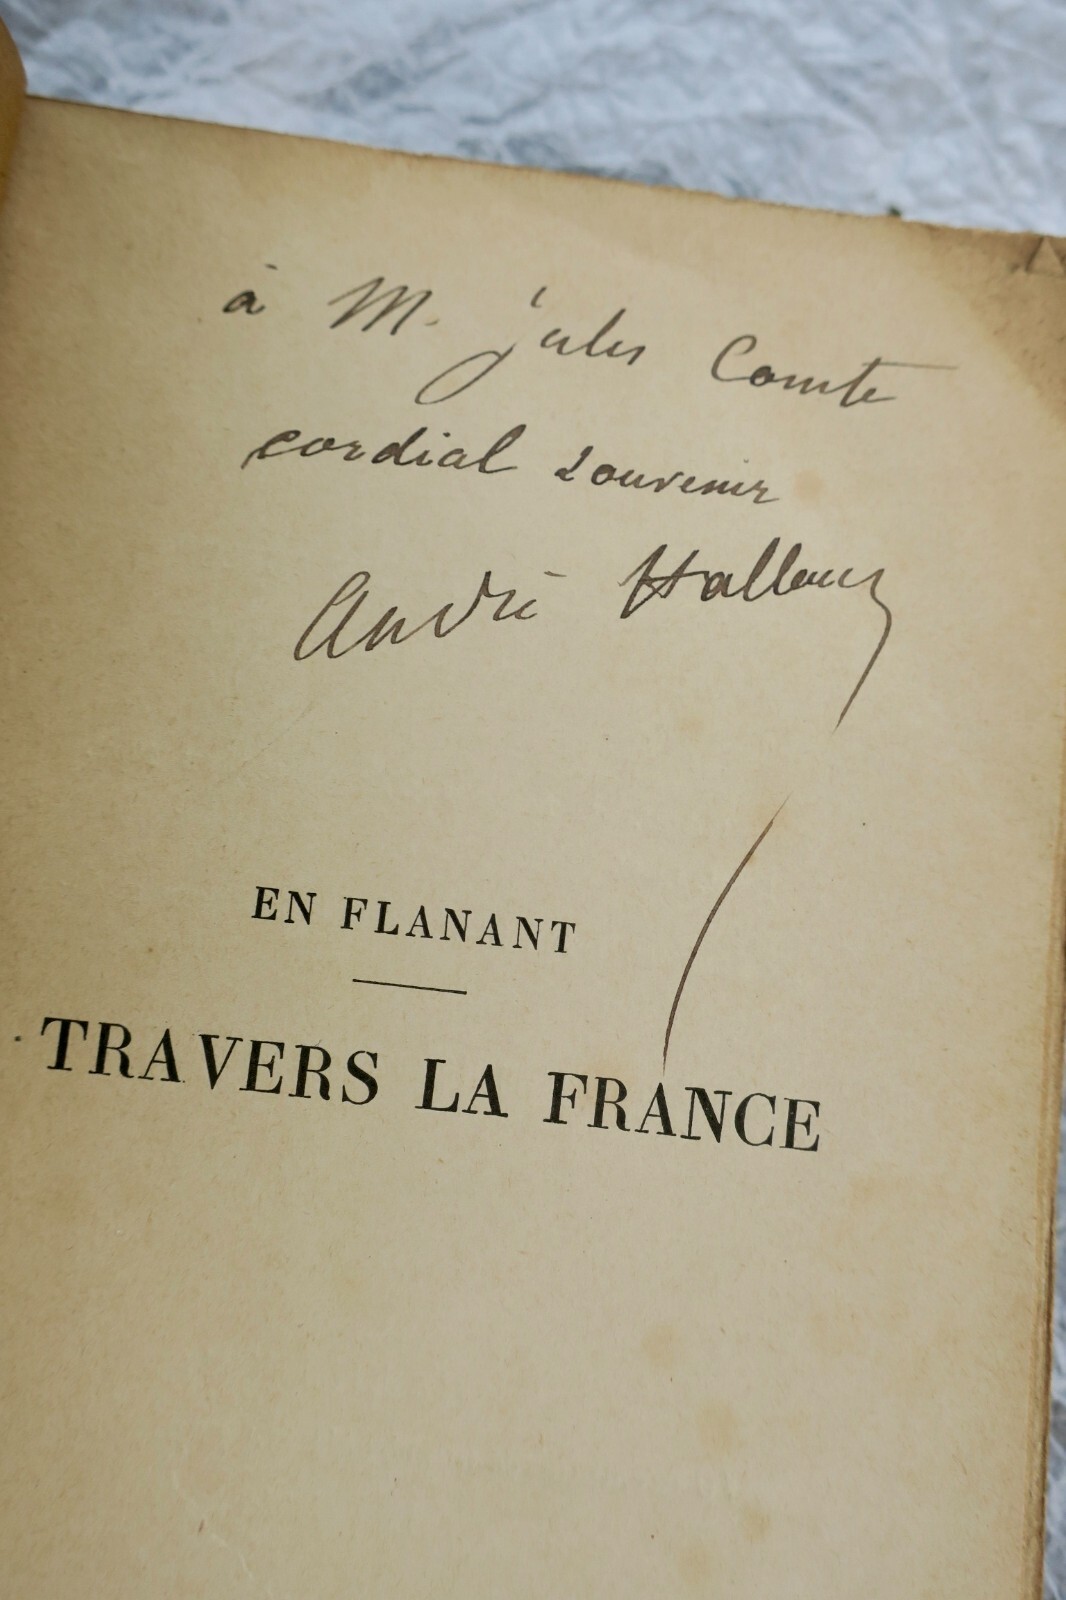 à M. Jules Comte
cordial souvenir
André Hallays
EN FLANANT
TRAVERS LA FRANCE